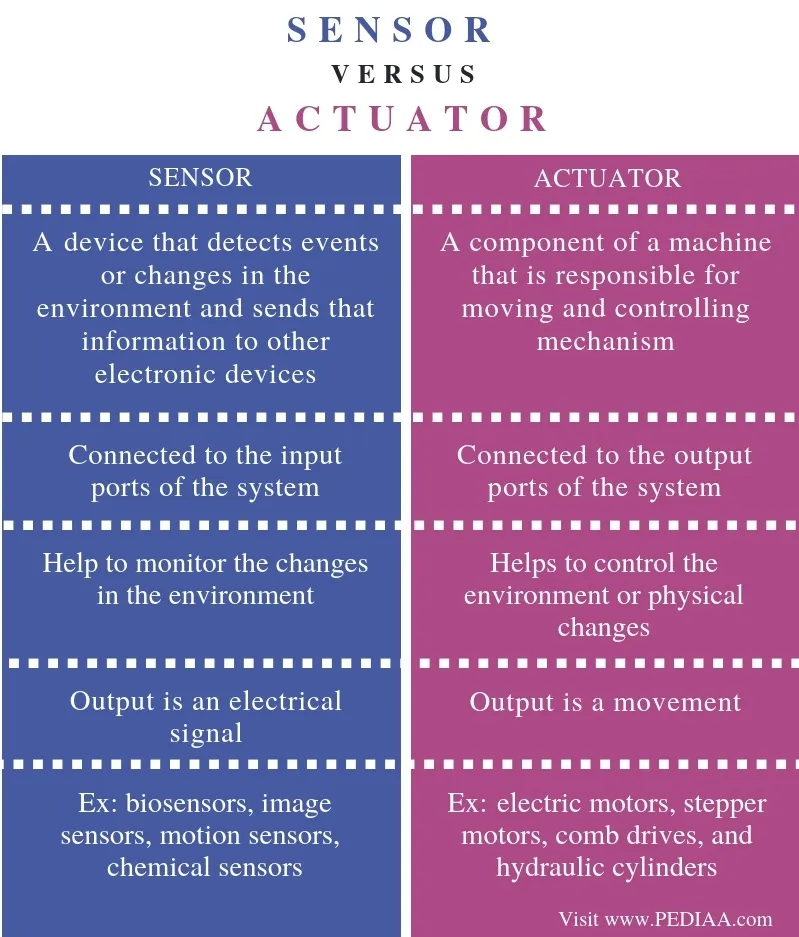 SENSOR
VERSUS
ACTUATOR
SENSOR
A device that detects events
or changes in the
environment and sends that
information to other
electronic devices
Connected to the input
ports of the system
Help to monitor the changes
in the environment
Output is an electrical
signal
Ex: biosensors, image
sensors, motion sensors,
chemical sensors
ACTUATOR
A component of a machine
that is responsible for
moving and controlling
mechanism
Connected to the output
ports of the system
Helps to control the
environment or physical
changes
Output is a movement
Ex: electric motors, stepper
motors, comb drives, and
hydraulic cylinders
Visit www.PEDIAA.com